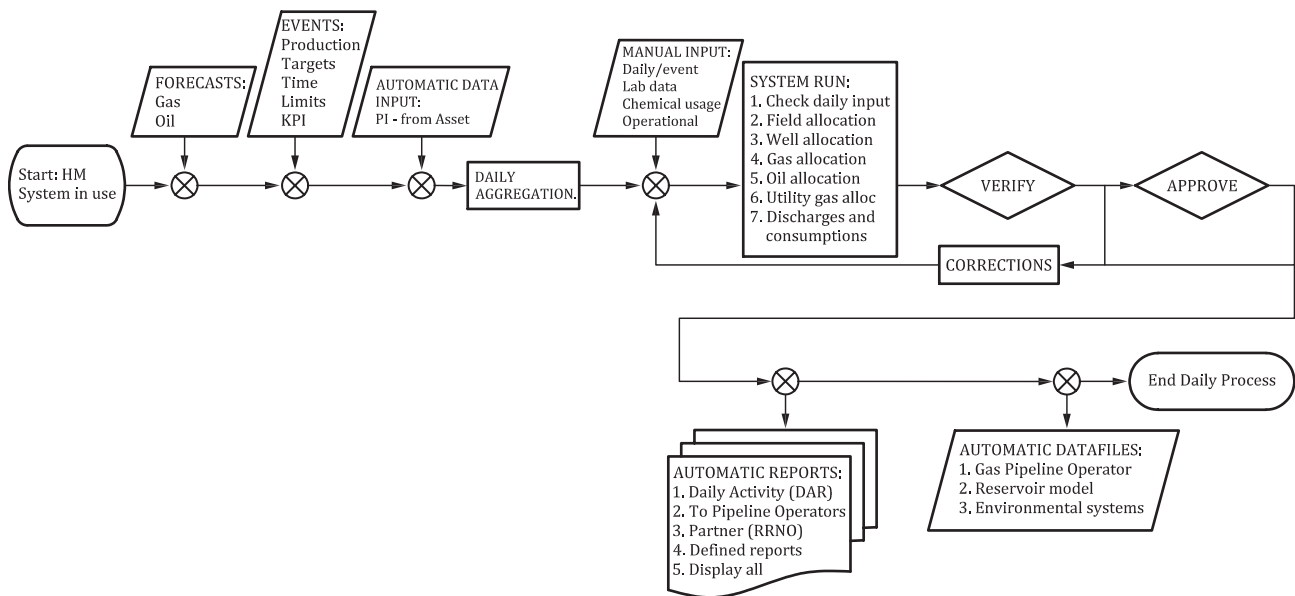 Start: HM
System in use
FORECASTS:
Gas
Oil
EVENTS:
Production
Targets
Time
Limits
KPI
AUTOMATIC DATA
INPUT:
PI - from Asset
DAILY
AGGREGATION.
MANUAL INPUT:
Daily/event
Lab data
Chemical usage
Operational
SYSTEM RUN:
1. Check daily input
2. Field allocation
3. Well allocation
4. Gas allocation
5. Oil allocation
6. Utility gas alloc
7. Discharges and
consumptions
VERIFY
APPROVE
CORRECTIONS
End Daily Process
AUTOMATIC REPORTS:
1. Daily Activity (DAR)
2. To Pipeline Operators
3. Partner (RRNO)
4. Defined reports
5. Display all
AUTOMATIC DATAFILES:
1. Gas Pipeline Operator
2. Reservoir model
3. Environmental systems